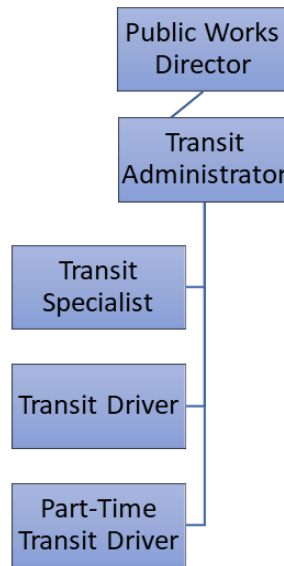 Public Works
Director
Transit
Administrator
Transit
Specialist
Transit Driver
Part-Time
Transit Driver